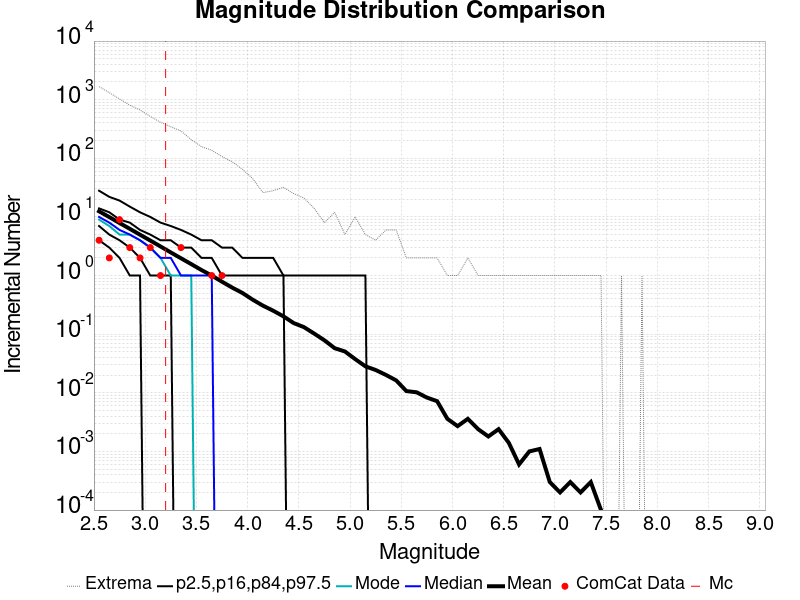 Magnitude Distribution Comparison
10^4
10^3
10^2
10^1
10^0
10^-1
10^-2
10^-3
10^-4
Incremental Number
2.5 3.0 3.5 4.0 4.5 5.0 5.5 6.0 6.5 7.0 7.5 8.0 8.5 9.0
Magnitude
Extrema p2.5,p16,p84,p97.5 Mode Median Mean ComCat Data Mc